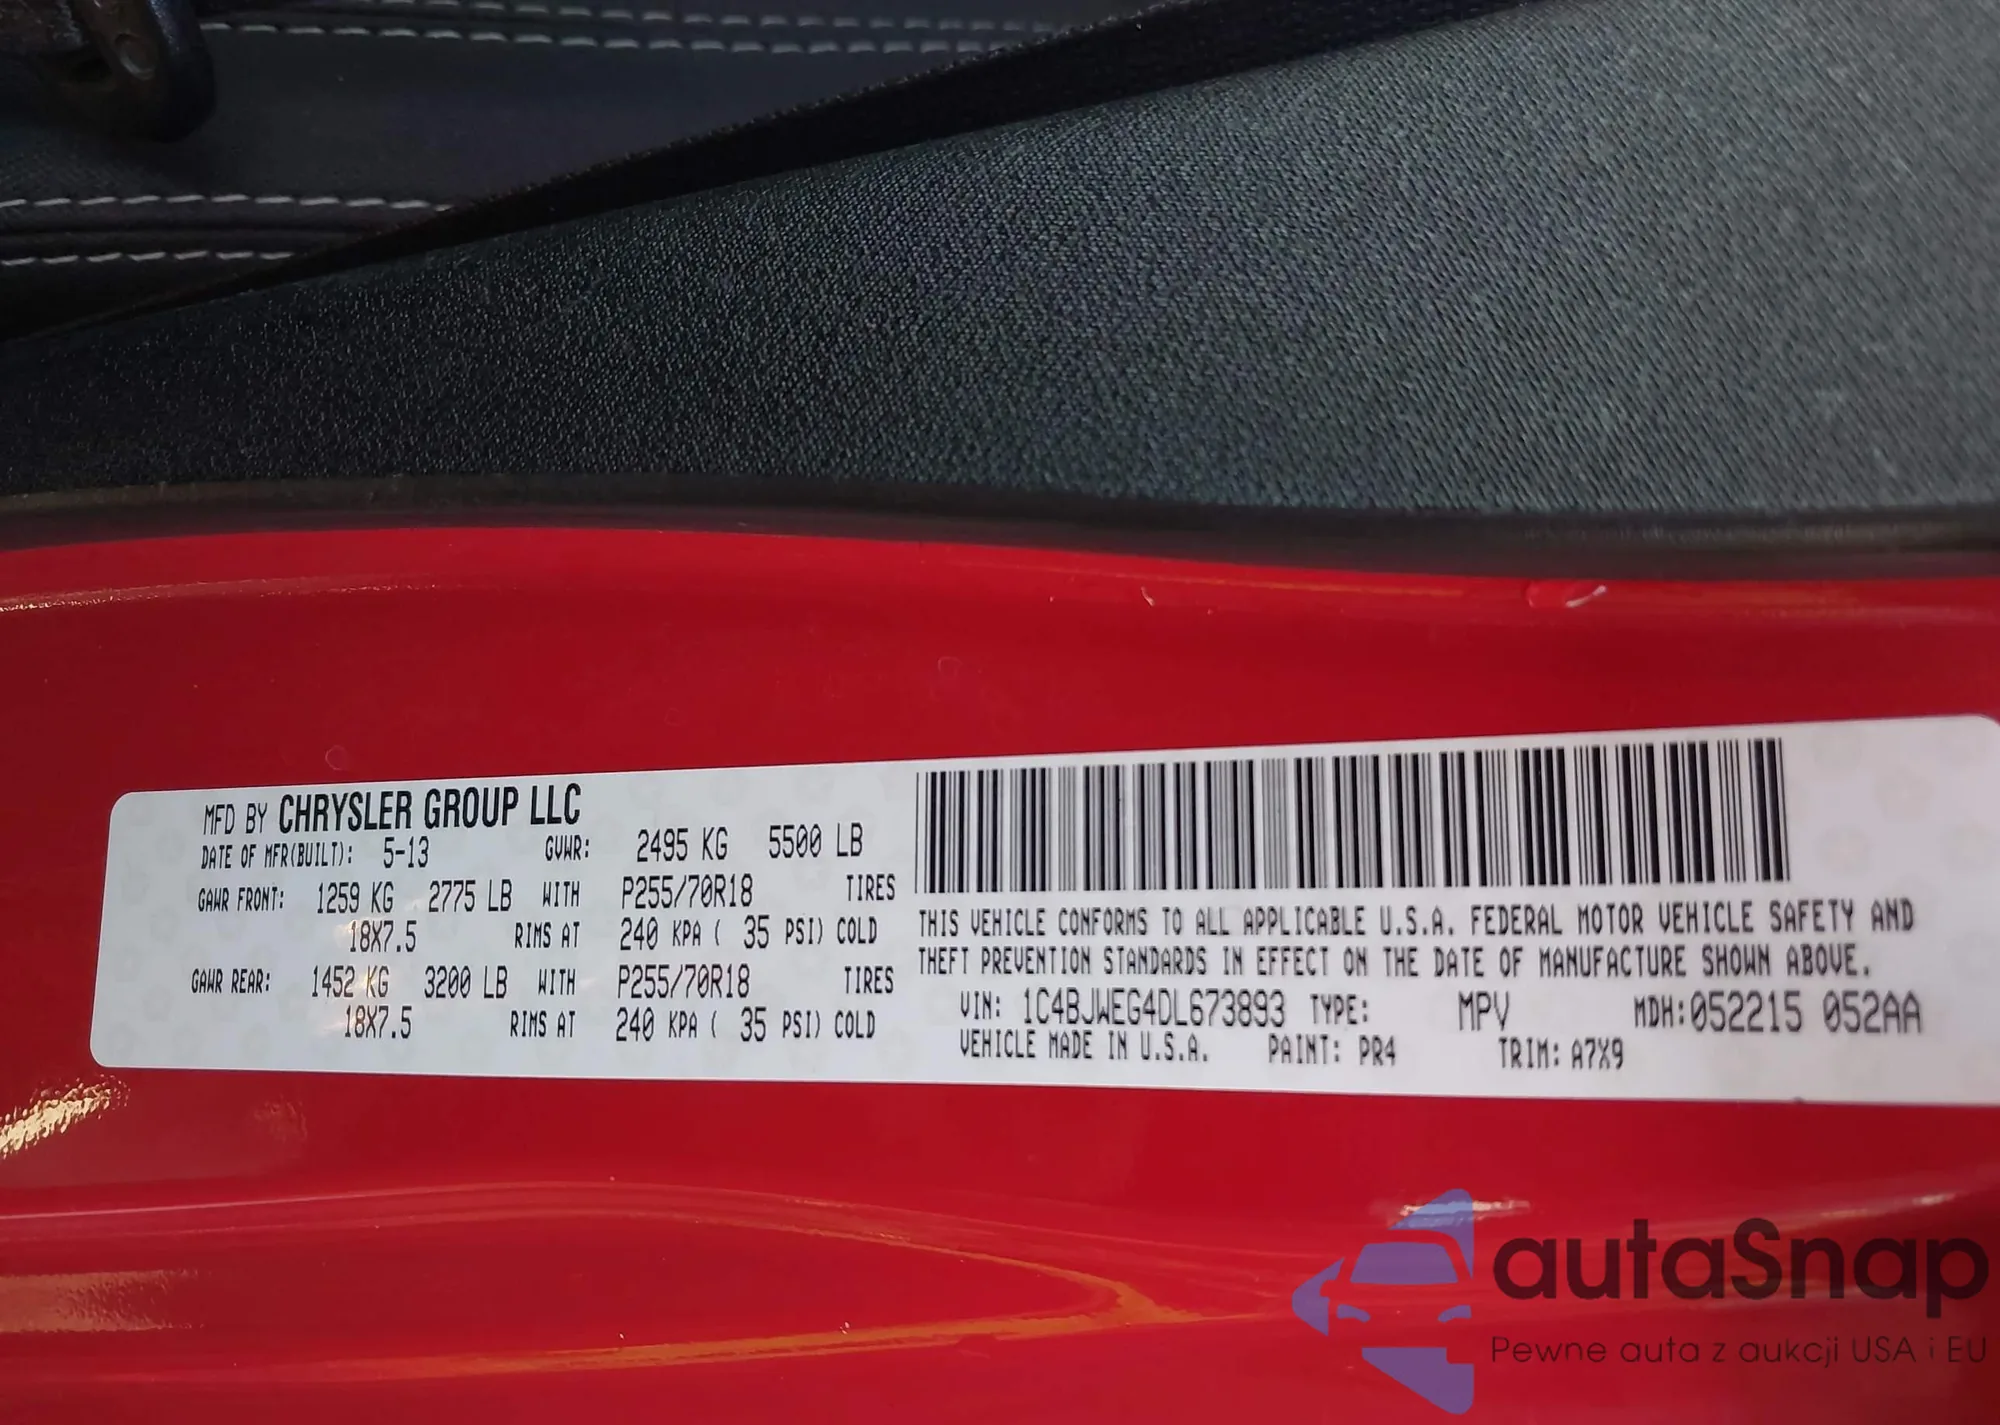 MFD BY CHRYSLER GROUP LLC
DATE OF MFR(BUILT): 5-13 GVWR: 2495 KG 5500 LB
GAWR FRONT: 1259 KG 2775 LB WITH P255/70R18 TIRES
18X7.5 RIMS AT 240 KPA ( 35 PSI) COLD
GAWR REAR: 1452 KG 3200 LB WITH P255/70R18 TIRES
18X7.5 RIMS AT 240 KPA ( 35 PSI) COLD
THIS VEHICLE CONFORMS TO ALL APPLICABLE U.S.A. FEDERAL MOTOR VEHICLE SAFETY AND
THEFT PREVENTION STANDARDS IN EFFECT ON THE DATE OF MANUFACTURE SHOWN ABOVE.
VIN: 1C4BJWEG4DL673893 TYPE: MPV MDH:052215 052AA
VEHICLE MADE IN U.S.A. PAINT: PR4 TRIM: A7X9
autaSnap
Pewne auta z aukcji USA i EU